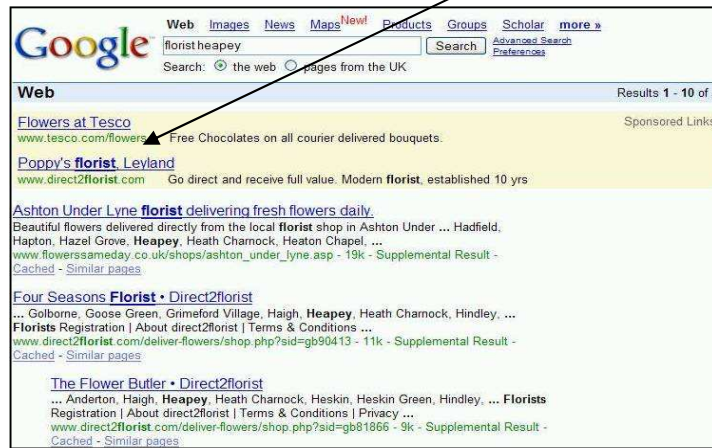 Google
Web Images News Maps New! Products Groups Scholar more »
florist heapey Search Advanced Search
Preferences
Search: the web pages from the UK
Web Results 1 - 10 of
Flowers at Tesco Sponsored Links
www.tesco.com/flowers Free Chocolates on all courier delivered bouquets.
Poppy's florist, Leyland
www.direct2florist.com Go direct and receive full value. Modern florist, established 10 yrs
Ashton Under Lyne florist delivering fresh flowers daily.
Beautiful flowers delivered directly from the local florist shop in Ashton Under ... Hadfield,
Hapton, Hazel Grove, Heapey, Heath Charnock, Heaton Chapel, ...
www.flowerssameday.co.uk/shops/ashton_under_lyne.asp - 19k - Supplemental Result -
Cached - Similar pages
Four Seasons Florist • Direct2florist
... Golborne, Goose Green, Grimeford Village, Haigh, Heapey, Heath Charnock, Hindley, ...
Florists Registration | About direct2florist | Terms & Conditions ...
www.direct2florist.com/deliver-flowers/shop.php?sid=gb90413 - 11k - Supplemental Result -
Cached - Similar pages
The Flower Butler • Direct2florist
... Anderton, Haigh, Heapey, Heath Charnock, Heskin, Heskin Green, Hindley, ... Florists
Registration | About direct2florist | Terms & Conditions | Privacy ...
www.direct2florist.com/deliver-flowers/shop.php?sid=gb81866 - 9k - Supplemental Result -
Cached - Similar pages